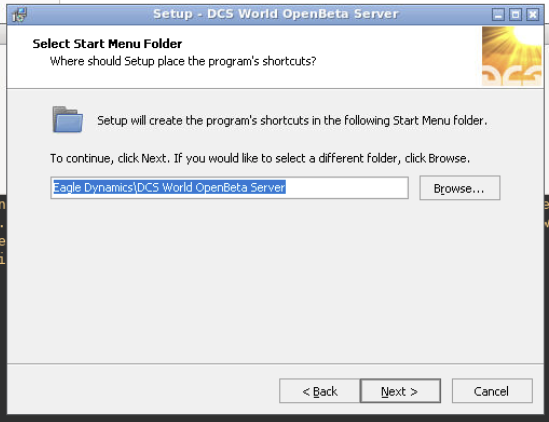 Setup - DCS World OpenBeta Server
Select Start Menu Folder
Where should Setup place the program's shortcuts?
DCS
Setup will create the program's shortcuts in the following Start Menu folder.
To continue, click Next. If you would like to select a different folder, click Browse.
Eagle Dynamics\DCS World OpenBeta Server
Browse...
< Back
Next >
Cancel